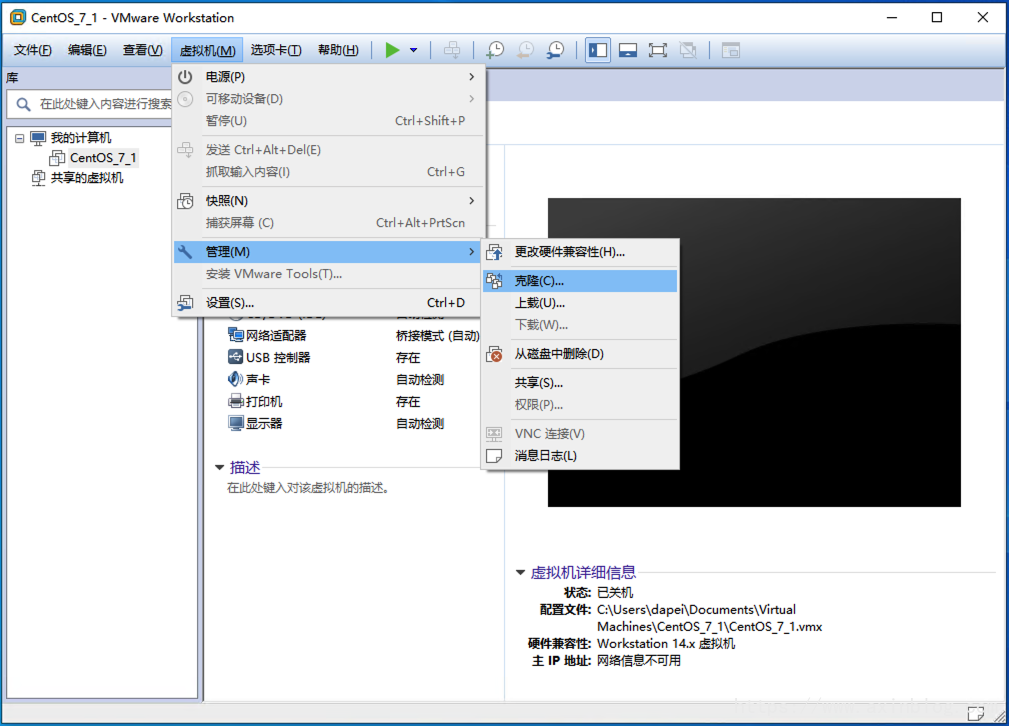 CentOS_7_1 - VMware Workstation
文件(F) 编辑(E) 查看(V) 虚拟机(M) 选项卡(T) 帮助(H)
库
在此处键入内容进行搜索
我的计算机
CentOS_7_1
共享的虚拟机
电源(P)
可移动设备(D)
暂停(U) Ctrl+Shift+P
发送 Ctrl+Alt+Del(E)
抓取输入内容(I) Ctrl+G
快照(N)
捕获屏幕 (C) Ctrl+Alt+PrtScn
管理(M)
安装 VMware Tools(T)...
设置(S)... Ctrl+D
更改硬件兼容性(H)...
克隆(C)...
上载(U)...
下载(W)...
从磁盘中删除(D)
共享(S)...
权限(P)...
VNC 连接(V)
消息日志(L)
网络适配器 桥接模式 (自动)
USB 控制器 存在
声卡 自动检测
打印机 存在
显示器 自动检测
描述
在此处键入对该虚拟机的描述。
虚拟机详细信息
状态: 已关机
配置文件: C:\Users\dapei\Documents\Virtual
Machines\CentOS_7_1\CentOS_7_1.vmx
硬件兼容性: Workstation 14.x 虚拟机
主 IP 地址: 网络信息不可用